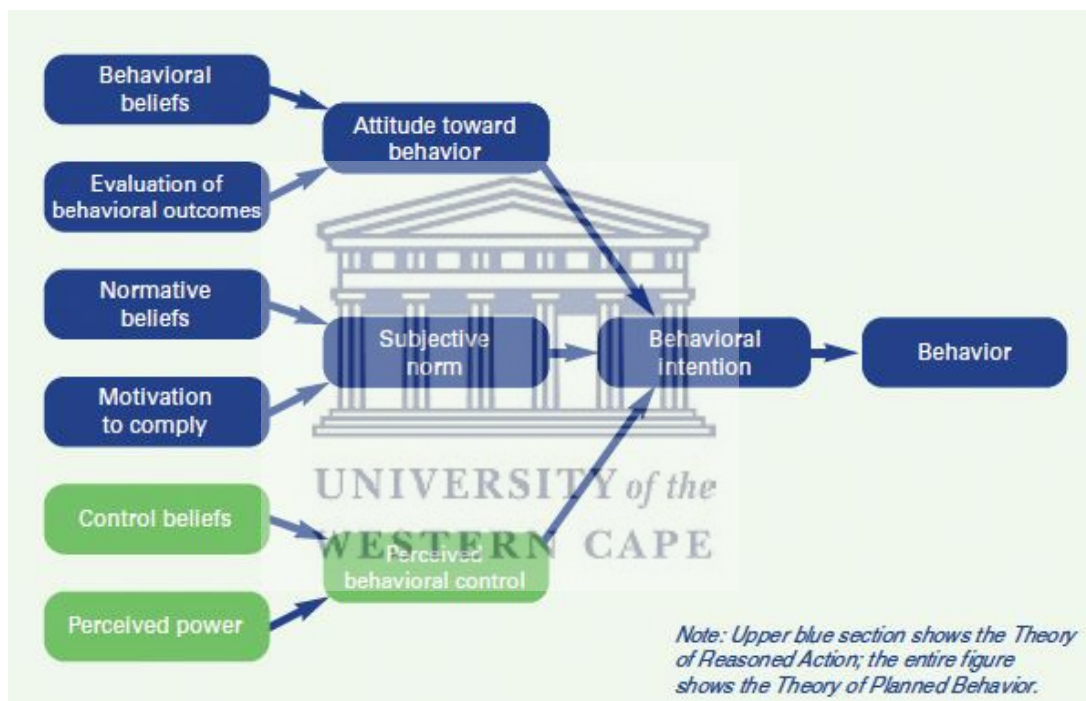 Behavioral
beliefs
Evaluation of
behavioral outcomes
Normative
beliefs
Motivation
to comply
Control beliefs
Perceived power
Attitude toward
behavior
Subjective
norm
Perceived
behavioral control
Behavioral
intention
Behavior
UNIVERSITY of the
WESTERN CAPE
Note: Upper blue section shows the Theory
of Reasoned Action; the entire figure
shows the Theory of Planned Behavior.